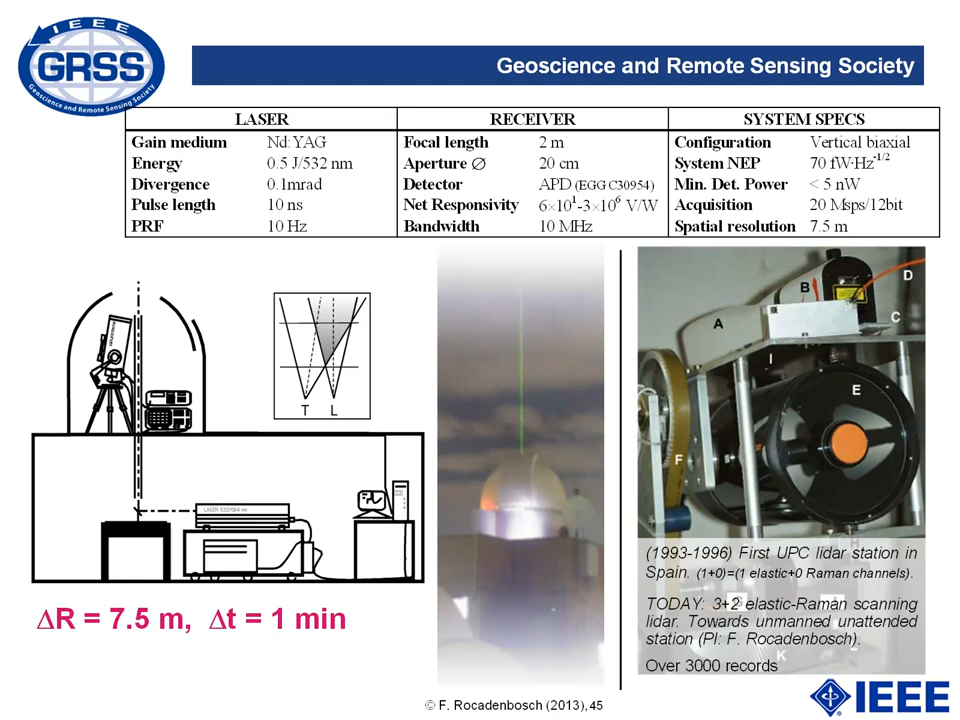 IEEE
GRSS
Geoscience and Remote Sensing Society
Geoscience and Remote Sensing Society
LASER RECEIVER SYSTEM SPECS
Gain medium Nd:YAG Focal length 2 m Configuration Vertical biaxial
Energy 0.5 J/532 nm Aperture ∅ 20 cm System NEP 70 fW·Hz^-1/2
Divergence 0.1mrad Detector APD (EGG C30954) Min. Det. Power < 5 nW
Pulse length 10 ns Net Responsivity 6×10^1-3×10^6 V/W Acquisition 20 Msps/12bit
PRF 10 Hz Bandwidth 10 MHz Spatial resolution 7.5 m
T L
LASER 532/1064 nm
ΔR = 7.5 m, Δt = 1 min
A
B
C
D
I
E
F
H
K
(1993-1996) First UPC lidar station in
Spain. (1+0)=(1 elastic+0 Raman channels).
TODAY: 3+2 elastic-Raman scanning
lidar. Towards unmanned unattended
station (PI: F. Rocadenbosch).
Over 3000 records
© F. Rocadenbosch (2013), 45
IEEE